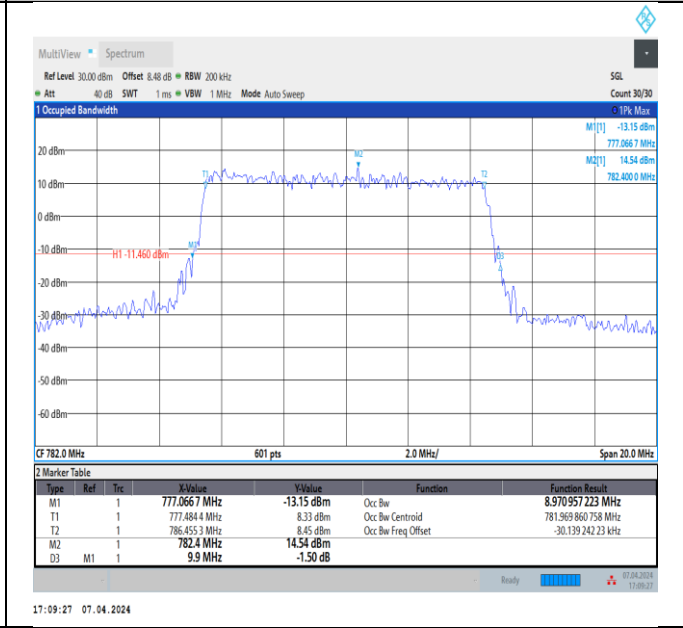 MultiView Spectrum
Ref Level 30.00 dBm Offset 8.48 dB RBW 200 kHz SGL
Att 40 dB SWT 1 ms VBW 1 MHz Mode Auto Sweep Count 30/30
1 Occupied Bandwidth 1Pk Max
M1[1] -13.15 dBm
777.066 7 MHz
M2[1] 14.54 dBm
782.400 0 MHz
20 dBm
M2
T1
T2
10 dBm
0 dBm
-10 dBm
M1
H1 -11.460 dBm
D3
-20 dBm
-30 dBm
-40 dBm
-50 dBm
-60 dBm
CF 782.0 MHz 601 pts 2.0 MHz/ Span 20.0 MHz
2 Marker Table
Type Ref Trc X-Value Y-Value Function Function Result
M1 1 777.066 7 MHz -13.15 dBm Occ Bw 8.970 957 223 MHz
T1 1 777.484 4 MHz 8.33 dBm Occ Bw Centroid 781.969 860 758 MHz
T2 1 786.455 3 MHz 8.45 dBm Occ Bw Freq Offset -30.139 242 23 kHz
M2 1 782.4 MHz 14.54 dBm
D3 M1 1 9.9 MHz -1.50 dB
Ready 07.04.2024
17:09:27
17:09:27 07.04.2024